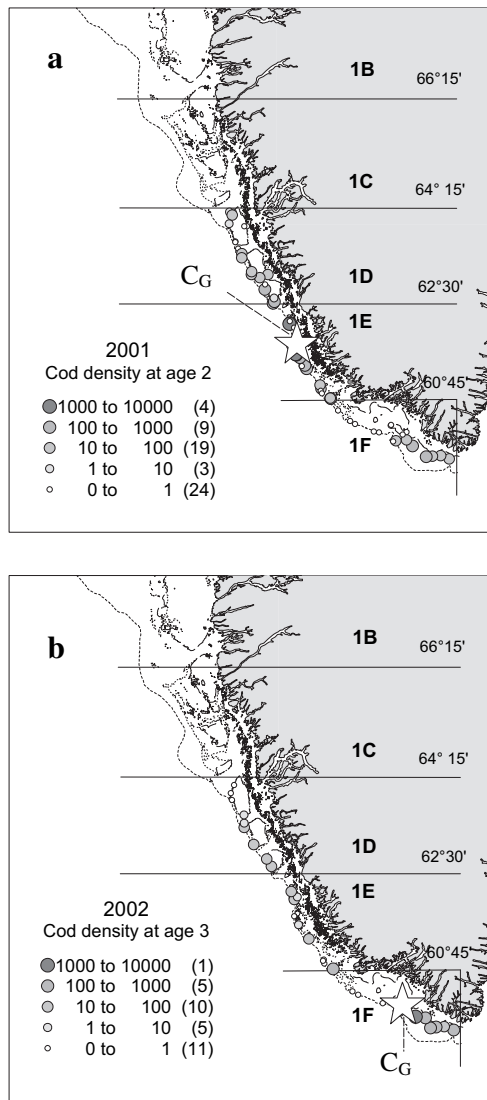 a
1B
66°15'
1C
64° 15'
1D
62°30'
C_G
1E
60°45'
1F
2001
Cod density at age 2
1000 to 10000 (4)
100 to 1000 (9)
10 to 100 (19)
1 to 10 (3)
0 to 1 (24)
b
1B
66°15'
1C
64° 15'
1D
62°30'
1E
60°45'
1F
C_G
2002
Cod density at age 3
1000 to 10000 (1)
100 to 1000 (5)
10 to 100 (10)
1 to 10 (5)
0 to 1 (11)